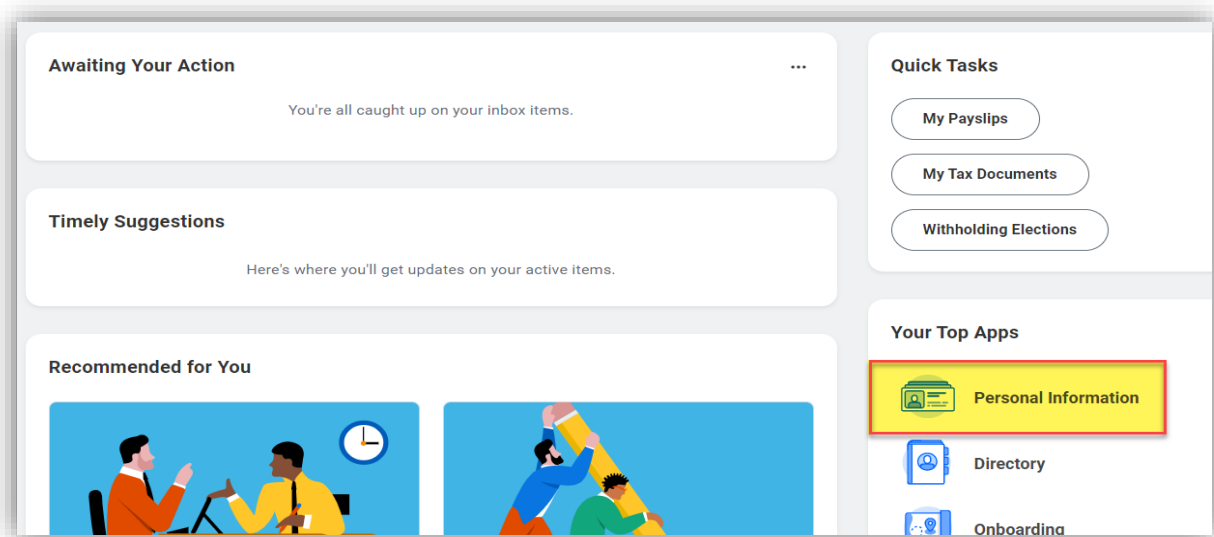 Awaiting Your Action
You're all caught up on your inbox items.
Timely Suggestions
Here's where you'll get updates on your active items.
Recommended for You
Quick Tasks
My Payslips
My Tax Documents
Withholding Elections
Your Top Apps
Personal Information
Directory
Onboarding